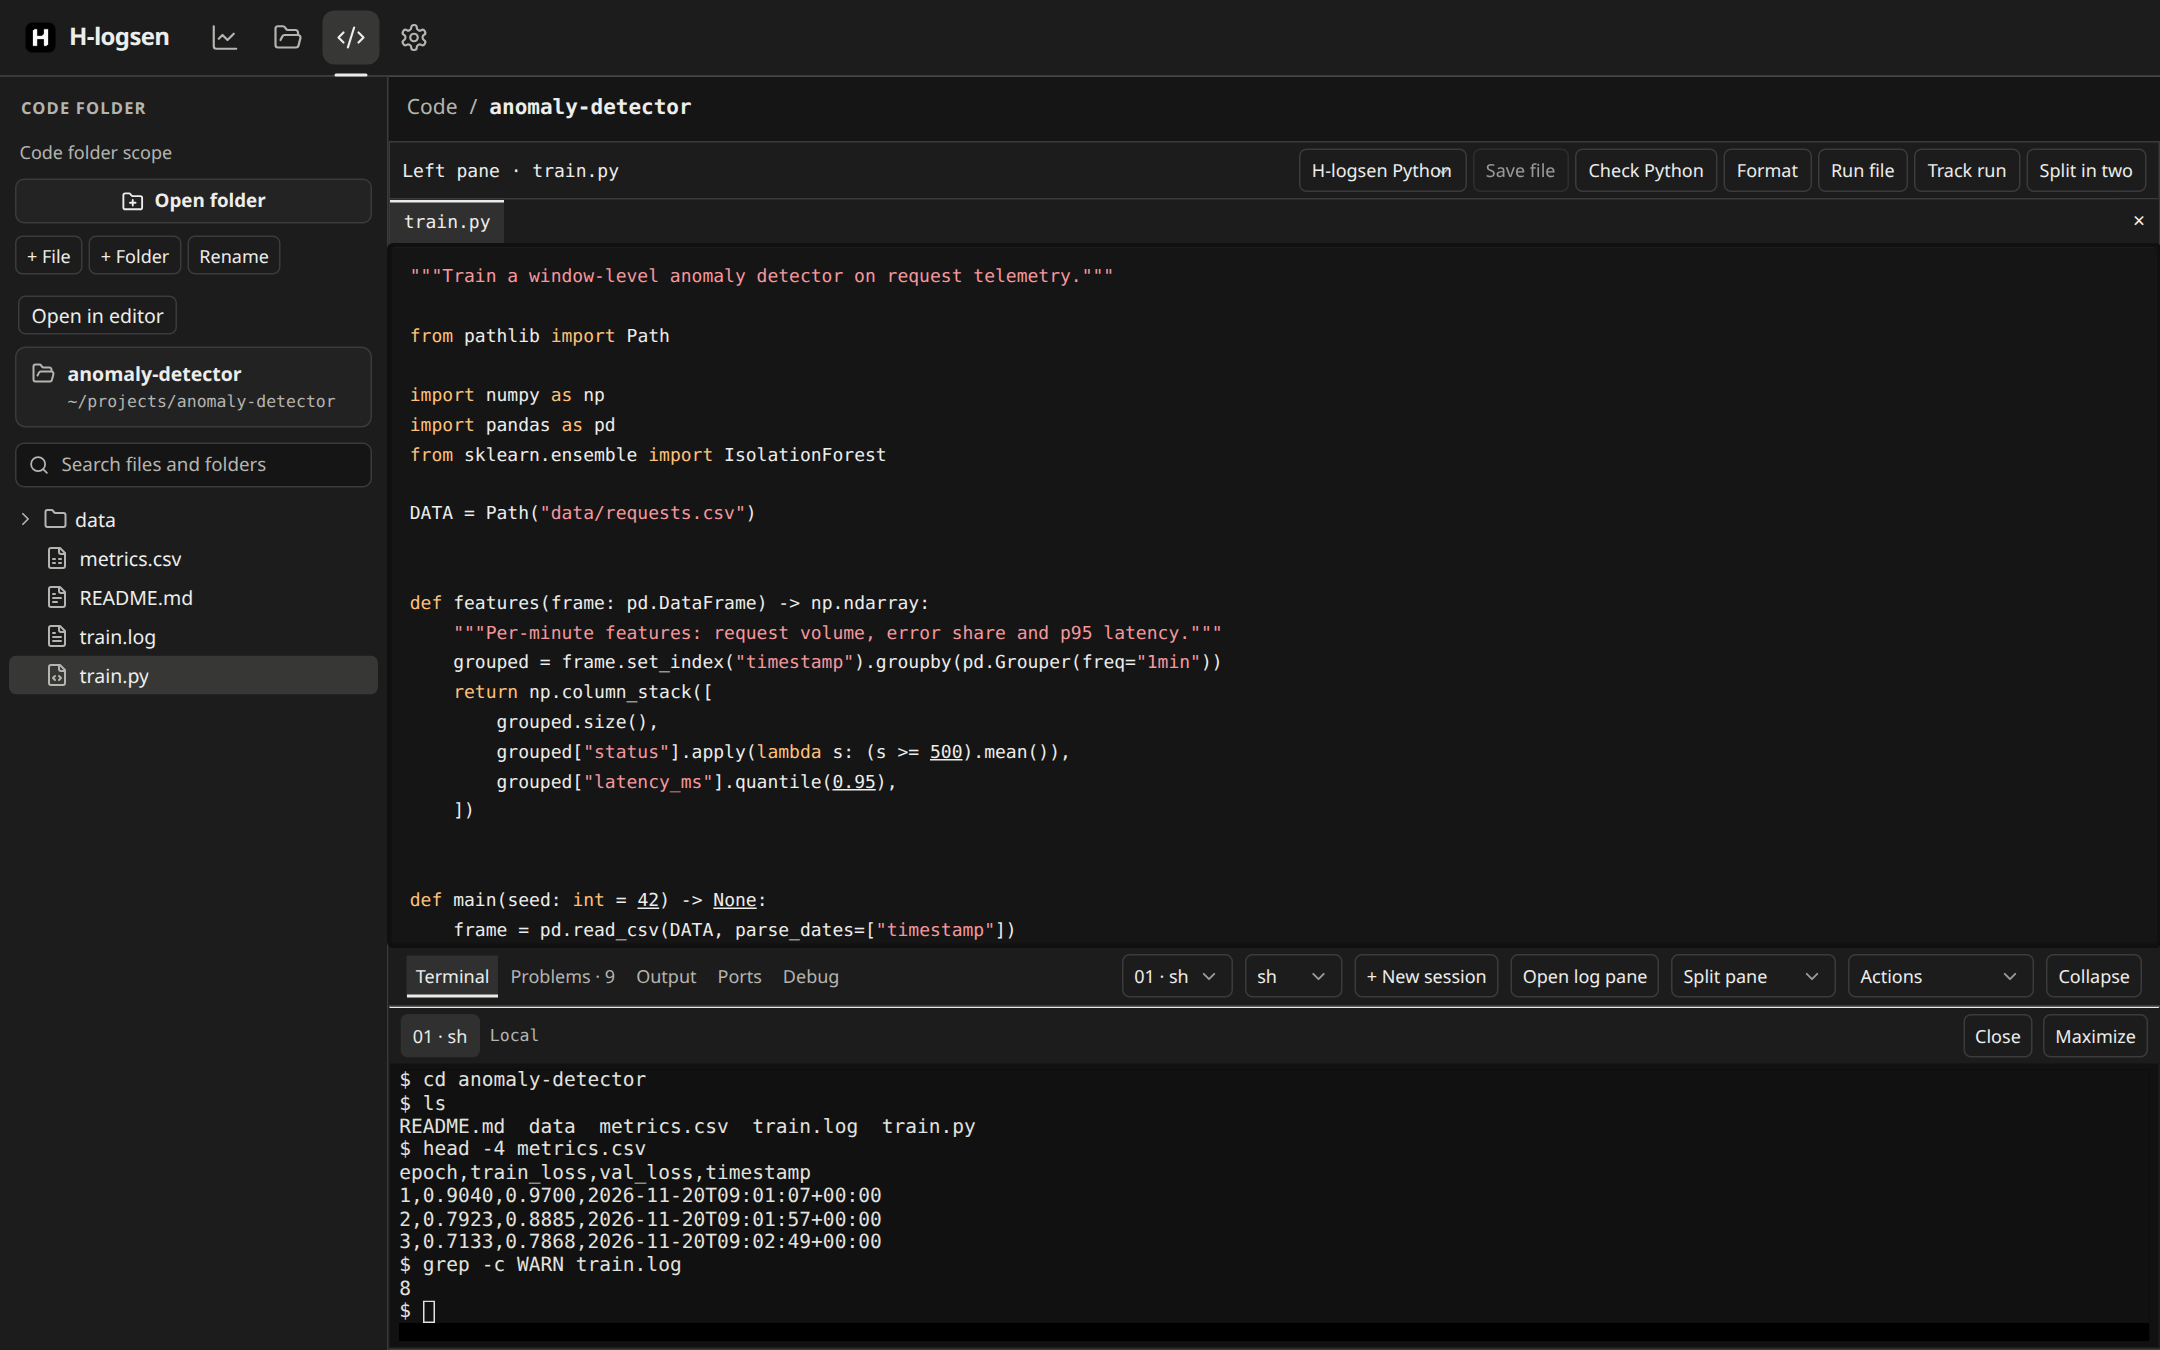 H-logsen
CODE FOLDER
Code folder scope
Open folder
+ File
+ Folder
Rename
Open in editor
anomaly-detector
~/projects/anomaly-detector
Search files and folders
data
metrics.csv
README.md
train.log
train.py
Code / anomaly-detector
Left pane · train.py
H-logsen Python
Save file
Check Python
Format
Run file
Track run
Split in two
train.py
×
"""Train a window-level anomaly detector on request telemetry."""
from pathlib import Path
import numpy as np
import pandas as pd
from sklearn.ensemble import IsolationForest
DATA = Path("data/requests.csv")
def features(frame: pd.DataFrame) -> np.ndarray:
    """Per-minute features: request volume, error share and p95 latency."""
    grouped = frame.set_index("timestamp").groupby(pd.Grouper(freq="1min"))
    return np.column_stack([
        grouped.size(),
        grouped["status"].apply(lambda s: (s >= 500).mean()),
        grouped["latency_ms"].quantile(0.95),
    ])
def main(seed: int = 42) -> None:
    frame = pd.read_csv(DATA, parse_dates=["timestamp"])
Terminal
Problems · 9
Output
Ports
Debug
01 · sh
sh
+ New session
Open log pane
Split pane
Actions
Collapse
01 · sh
Local
Close
Maximize
$ cd anomaly-detector
$ ls
README.md  data  metrics.csv  train.log  train.py
$ head -4 metrics.csv
epoch,train_loss,val_loss,timestamp
1,0.9040,0.9700,2026-11-20T09:01:07+00:00
2,0.7923,0.8885,2026-11-20T09:01:57+00:00
3,0.7133,0.7868,2026-11-20T09:02:49+00:00
$ grep -c WARN train.log
8
$